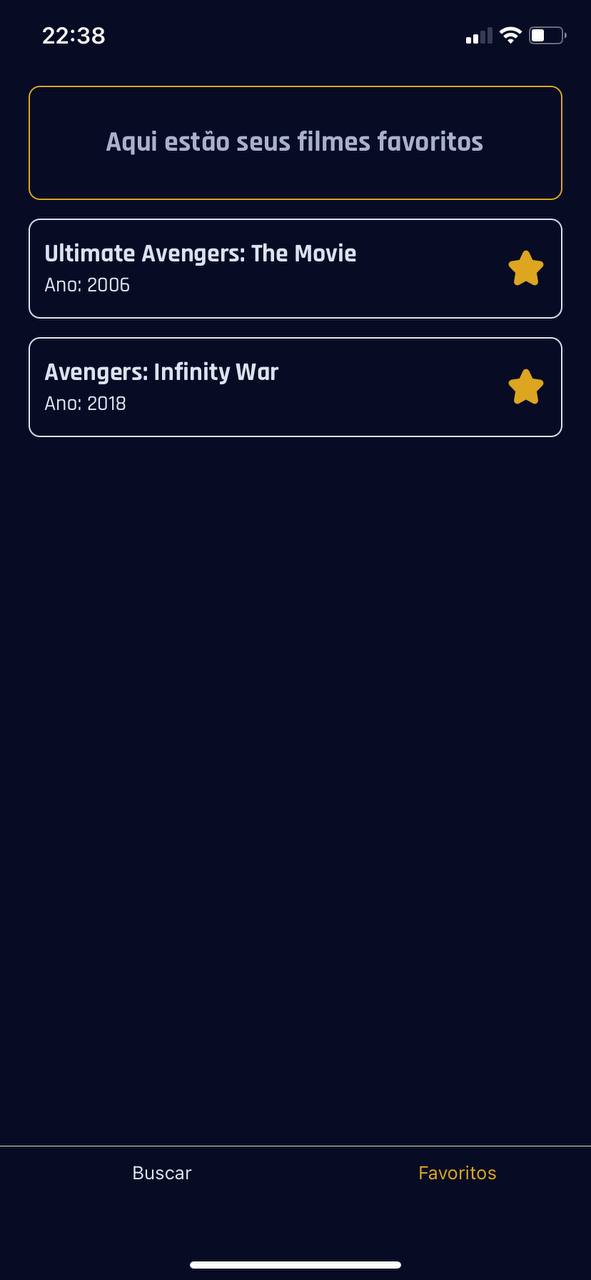 22:38
Aqui estão seus filmes favoritos
Ultimate Avengers: The Movie
Ano: 2006
Avengers: Infinity War
Ano: 2018
Buscar
Favoritos